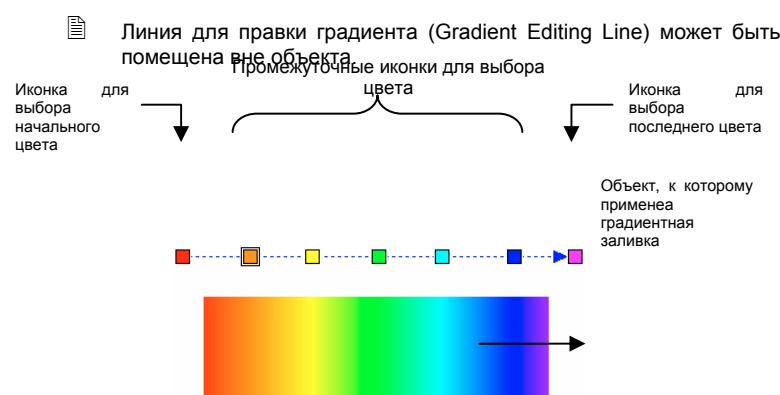 Линия для правки градиента (Gradient Editing Line) может быть
помещена вне объекта.
Промежуточные иконки для выбора
цвета
Иконка для
выбора
начального
цвета
Иконка для
выбора
последнего цвета
Объект, к которому
применеа
градиентная
заливка